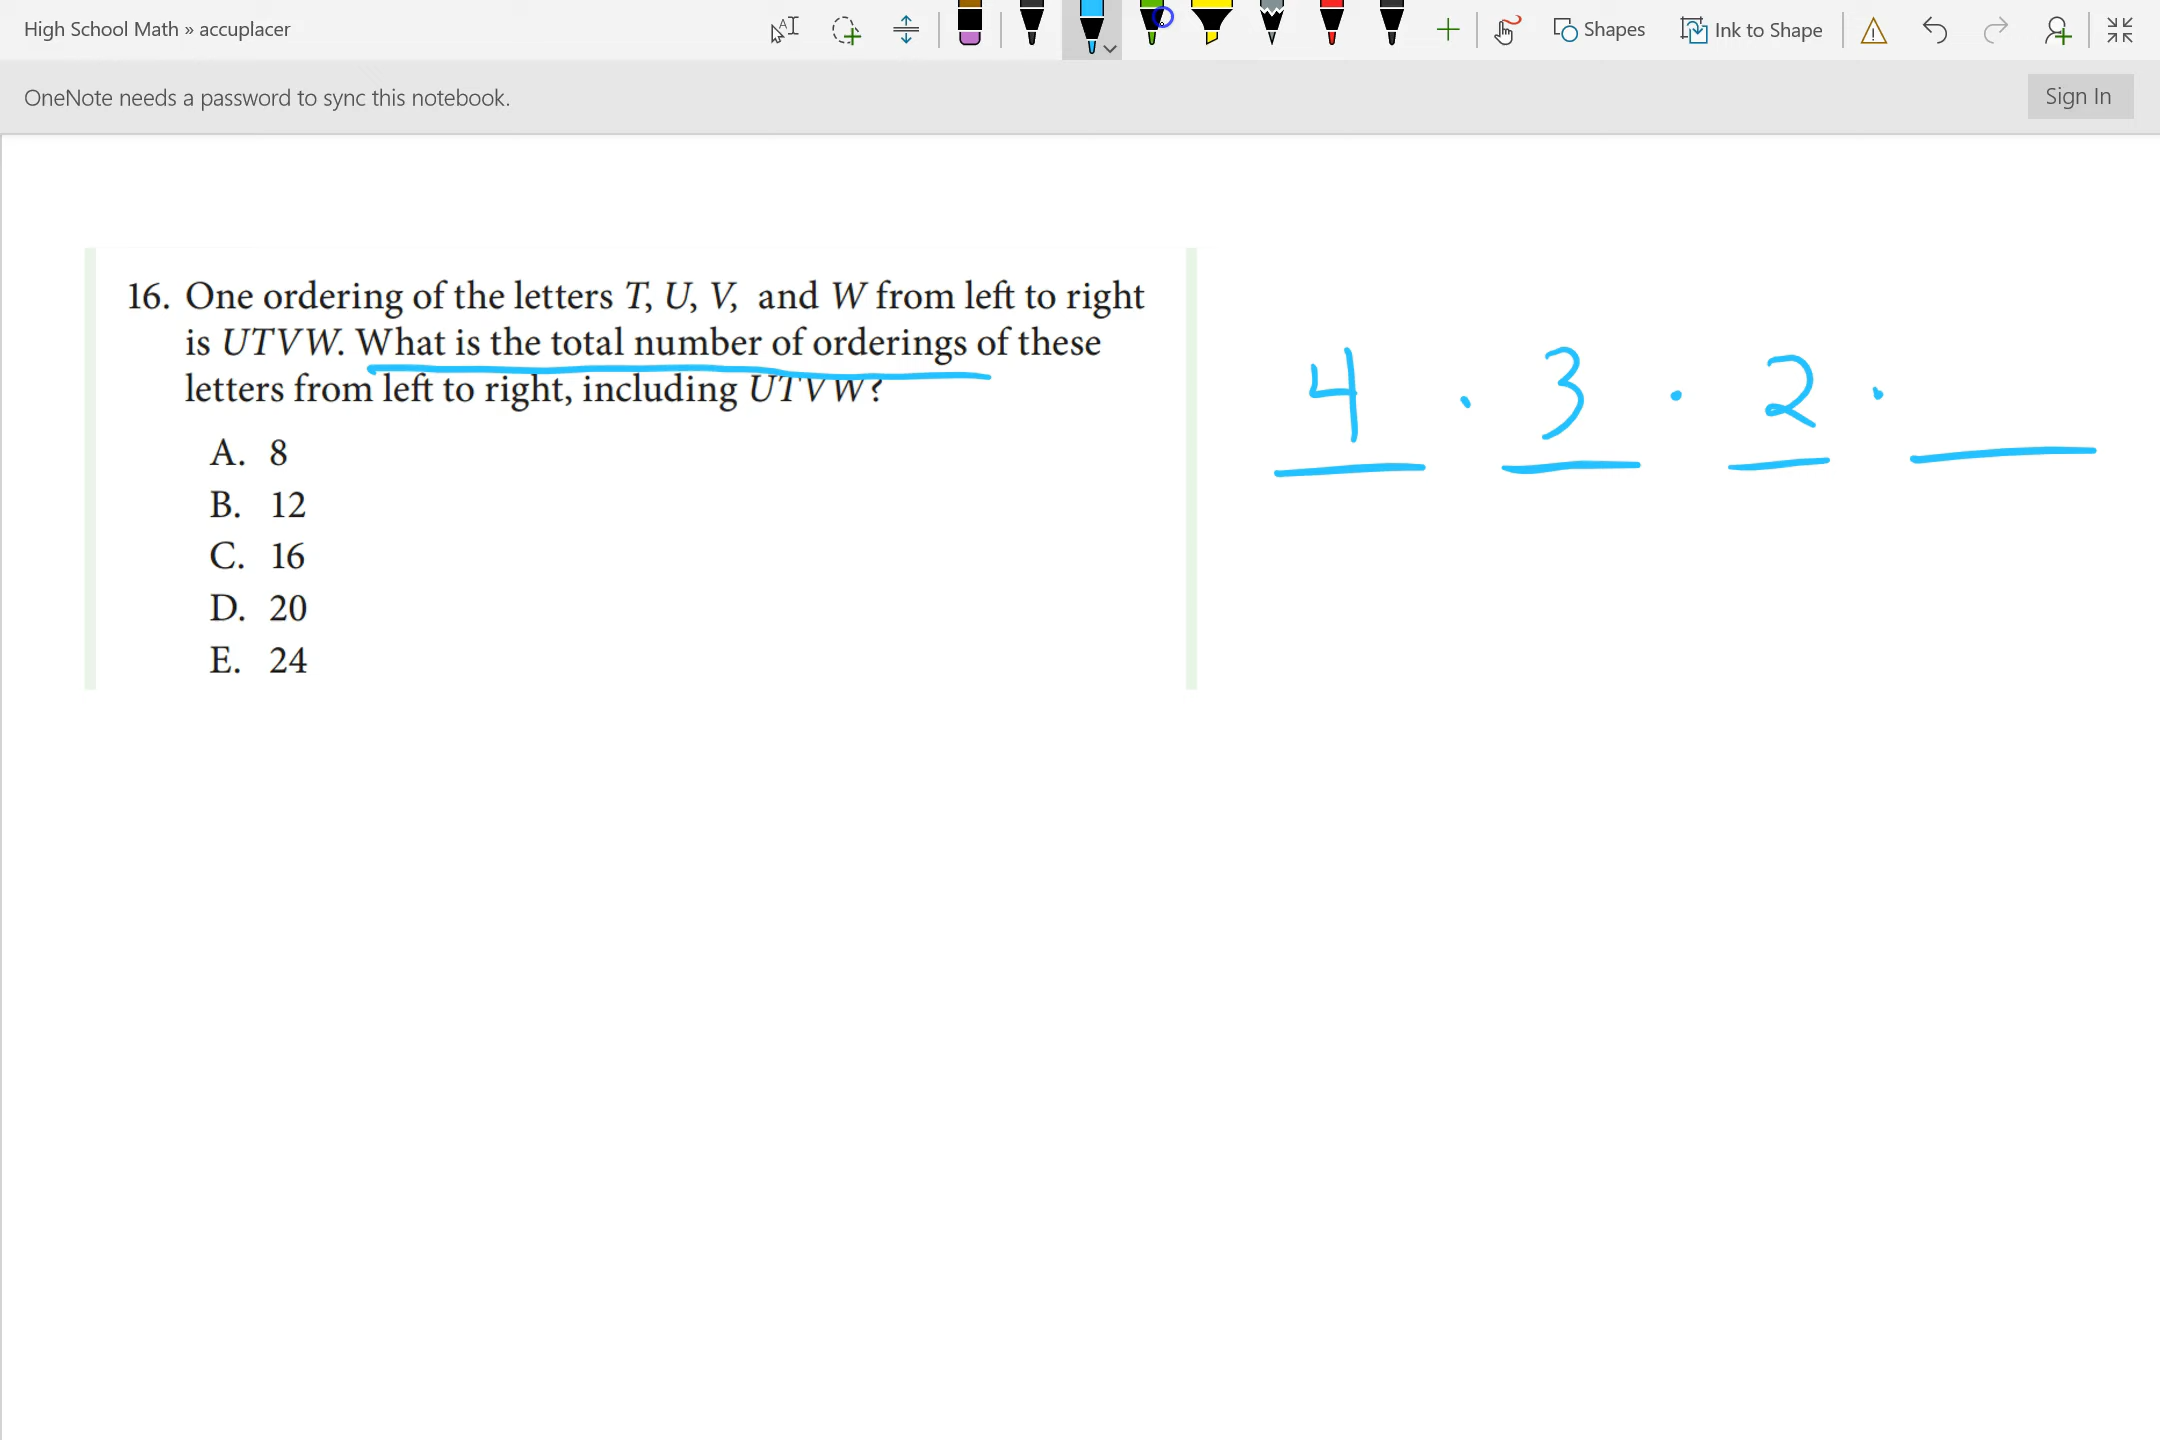 High School Math » accuplacer
Shapes
Ink to Shape
OneNote needs a password to sync this notebook.
Sign In
16. One ordering of the letters T, U, V, and W from left to right
is UTVW. What is the total number of orderings of these
letters from left to right, including UTVW?
A. 8
B. 12
C. 16
D. 20
E. 24
4 · 3 · 2 ·